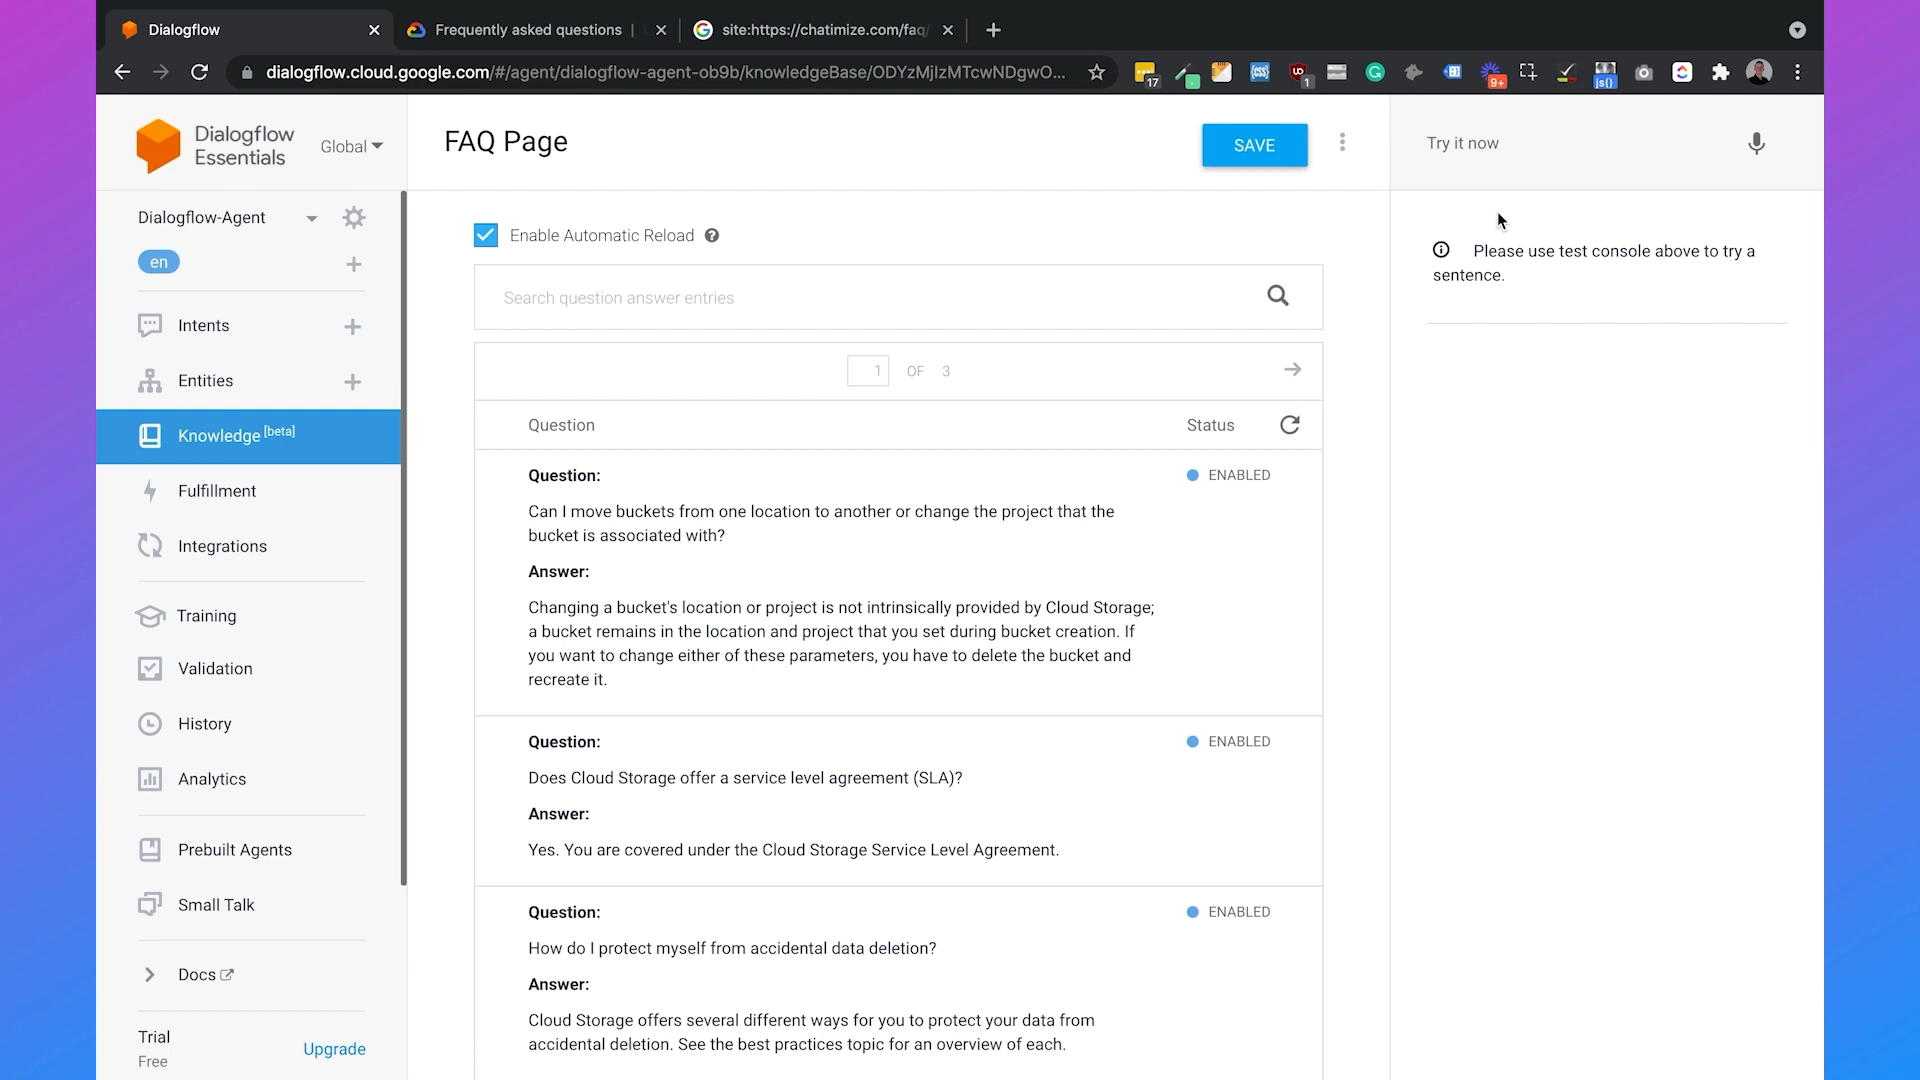 Dialogflow
Frequently asked questions |
site:https://chatimize.com/faq/
dialogflow.cloud.google.com/#/agent/dialogflow-agent-ob9b/knowledgeBase/ODYzMjIzMTcwNDgwO...
17
1
9+
js()
Dialogflow
Essentials
Global
FAQ Page
SAVE
Try it now
Dialogflow-Agent
en
Enable Automatic Reload
Please use test console above to try a
sentence.
Search question answer entries
Intents
Entities
Knowledge [beta]
Fulfillment
Integrations
Training
Validation
History
Analytics
Prebuilt Agents
Small Talk
Docs
Trial
Free
Upgrade
1 OF 3
Question
Status
Question:
ENABLED
Can I move buckets from one location to another or change the project that the
bucket is associated with?
Answer:
Changing a bucket's location or project is not intrinsically provided by Cloud Storage;
a bucket remains in the location and project that you set during bucket creation. If
you want to change either of these parameters, you have to delete the bucket and
recreate it.
Question:
ENABLED
Does Cloud Storage offer a service level agreement (SLA)?
Answer:
Yes. You are covered under the Cloud Storage Service Level Agreement.
Question:
ENABLED
How do I protect myself from accidental data deletion?
Answer:
Cloud Storage offers several different ways for you to protect your data from
accidental deletion. See the best practices topic for an overview of each.